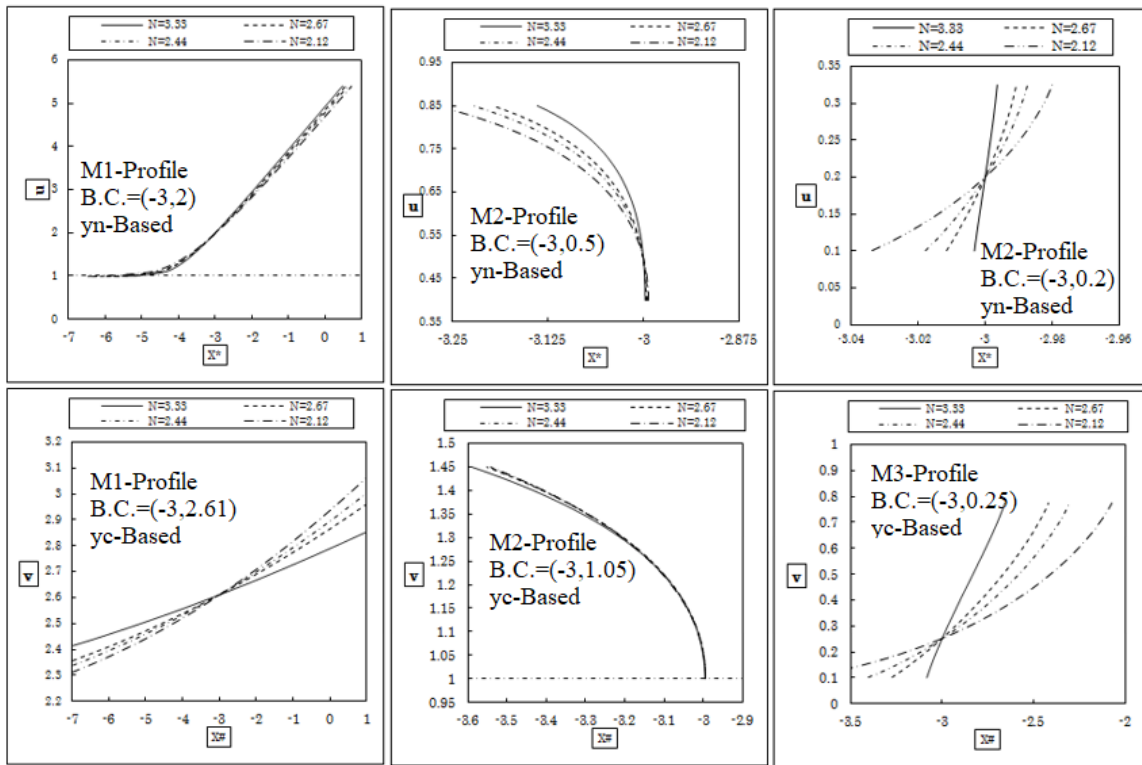 N=3.33 N=2.67
N=2.44 N=2.12
6
5
4
3
2
1
0
u
M1-Profile
B.C.=(-3,2)
yn-Based
-7 -6 -5 -4 -3 -2 -1 0 1
X*
N=3.33 N=2.67
N=2.44 N=2.12
0.95
0.85
0.75
0.65
0.55
0.45
0.35
u
M2-Profile
B.C.=(-3,0.5)
yn-Based
-3.25 -3.125 -3 -2.875
X*
N=3.33 N=2.67
N=2.44 N=2.12
0.35
0.3
0.25
0.2
0.15
0.1
0.05
0
u
M2-Profile
B.C.=(-3,0.2)
yn-Based
-3.04 -3.02 -3 -2.98 -2.96
X*
N=3.33 N=2.67
N=2.44 N=2.12
3.2
3.1
3
2.9
2.8
2.7
2.6
2.5
2.4
2.3
2.2
v
M1-Profile
B.C.=(-3,2.61)
yc-Based
-7 -6 -5 -4 -3 -2 -1 0 1
X#
N=3.33 N=2.67
N=2.44 N=2.12
1.5
1.45
1.4
1.35
1.3
1.25
1.2
1.15
1.1
1.05
1
0.95
v
M2-Profile
B.C.=(-3,1.05)
yc-Based
-3.6 -3.5 -3.4 -3.3 -3.2 -3.1 -3 -2.9
X#
N=3.33 N=2.67
N=2.44 N=2.12
1
0.9
0.8
0.7
0.6
0.5
0.4
0.3
0.2
0.1
0
v
M3-Profile
B.C.=(-3,0.25)
yc-Based
-3.5 -3 -2.5 -2
X#